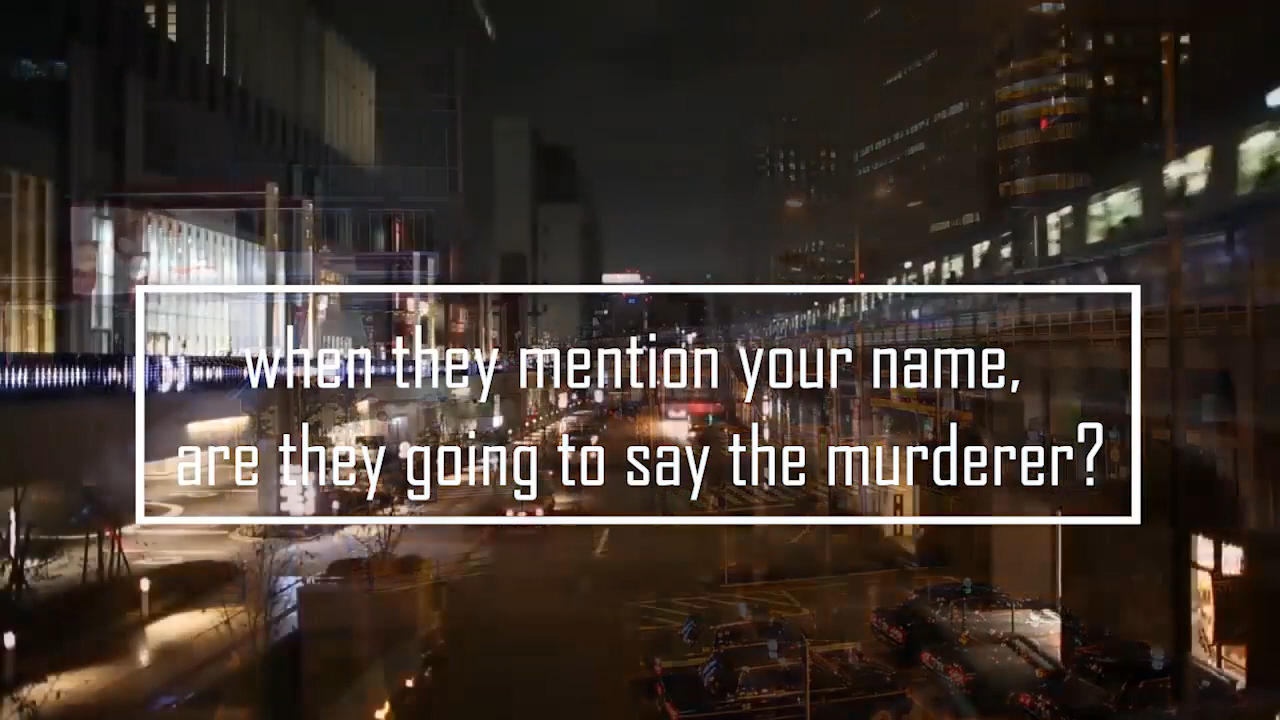 when they mention your name,
are they going to say the murderer?